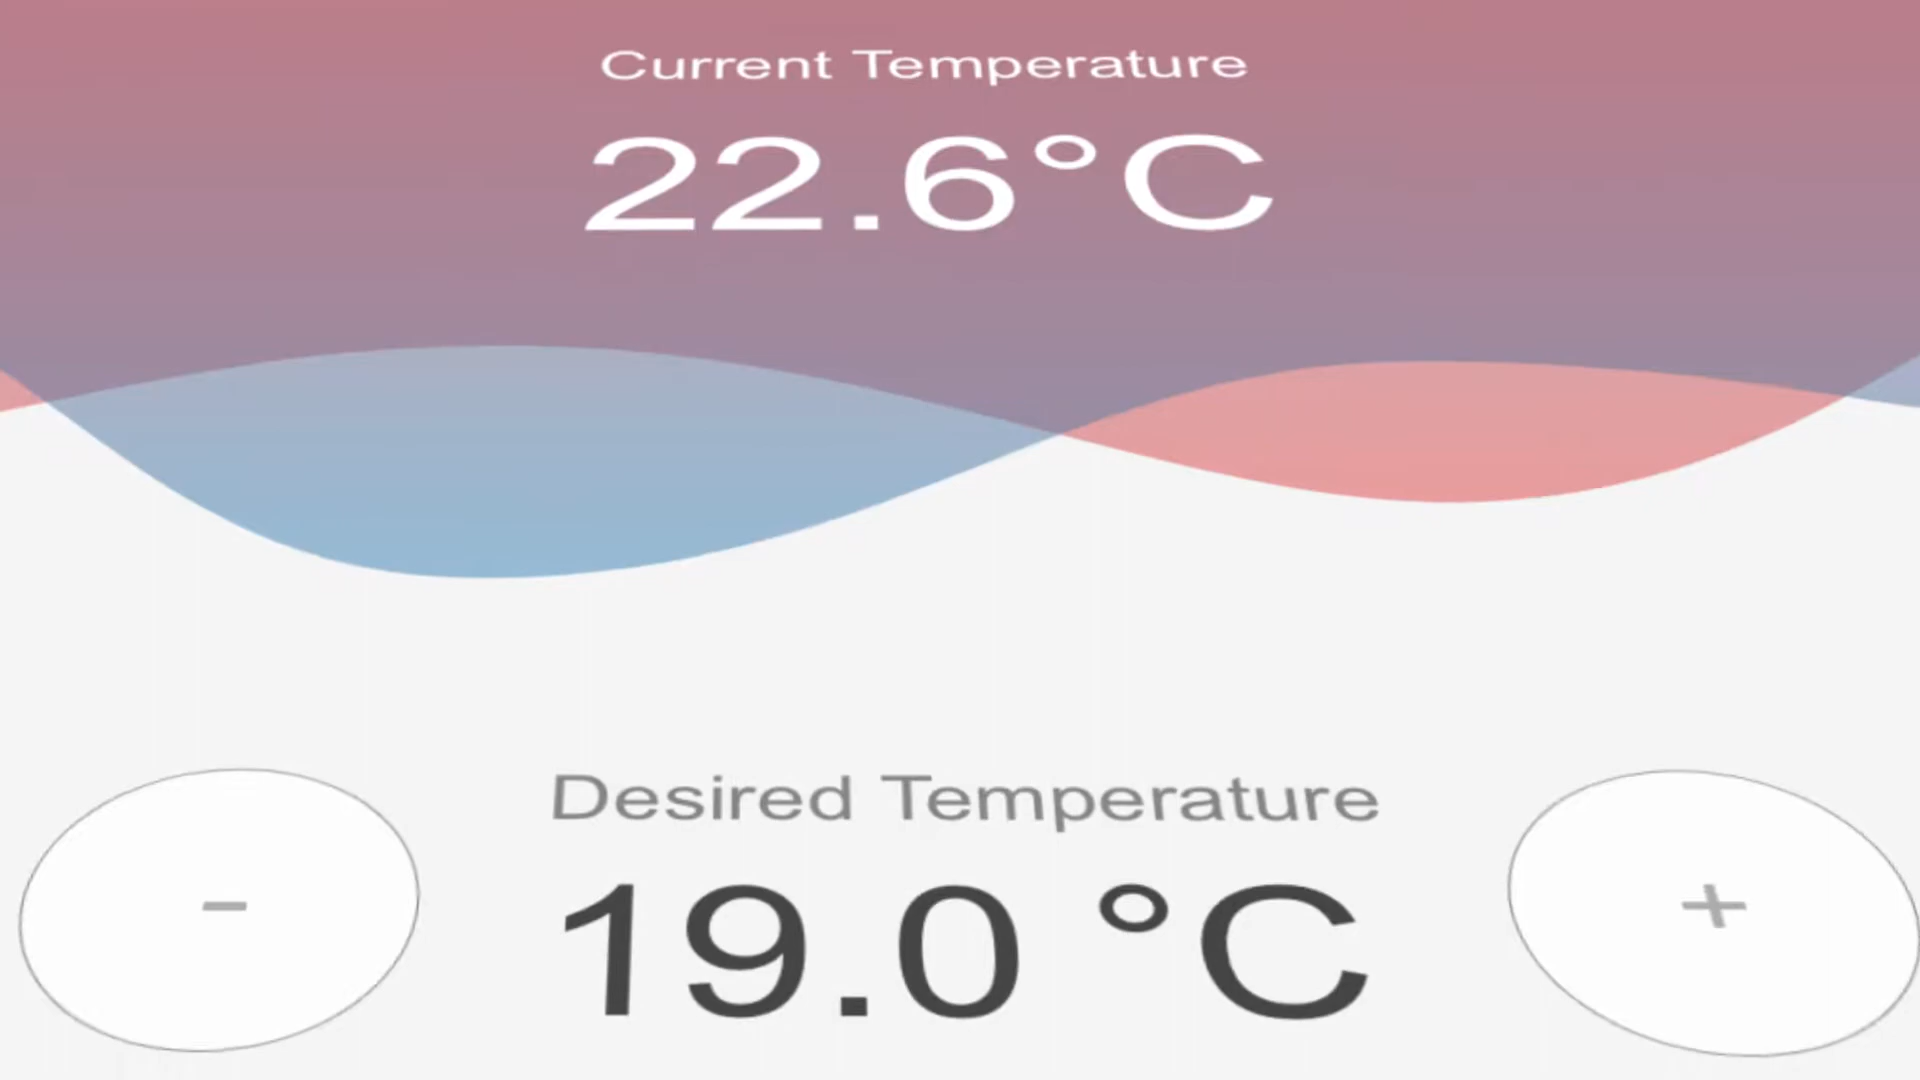 Current Temperature
22.6°C
Desired Temperature
- 19.0 °C +